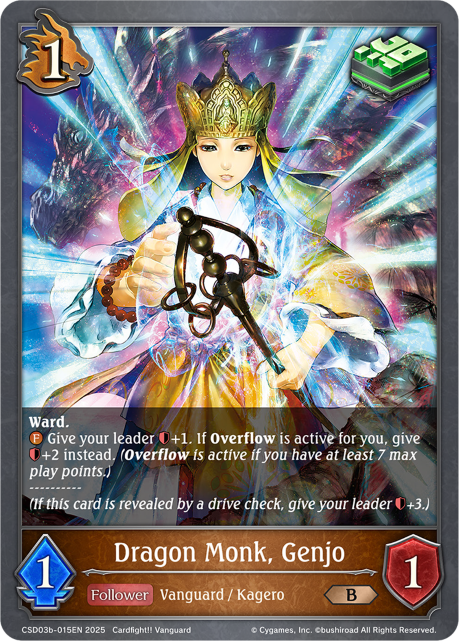 1
Ward.
F Give your leader +1. If Overflow is active for you, give
+2 instead. (Overflow is active if you have at least 7 max
play points.)
----------
(If this card is revealed by a drive check, give your leader +3.)
Dragon Monk, Genjo
1
Follower Vanguard / Kagero B
1
CSD03b-015EN 2025 Cardfight!! Vanguard © Cygames, Inc. ©bushiroad All Rights Reserved.